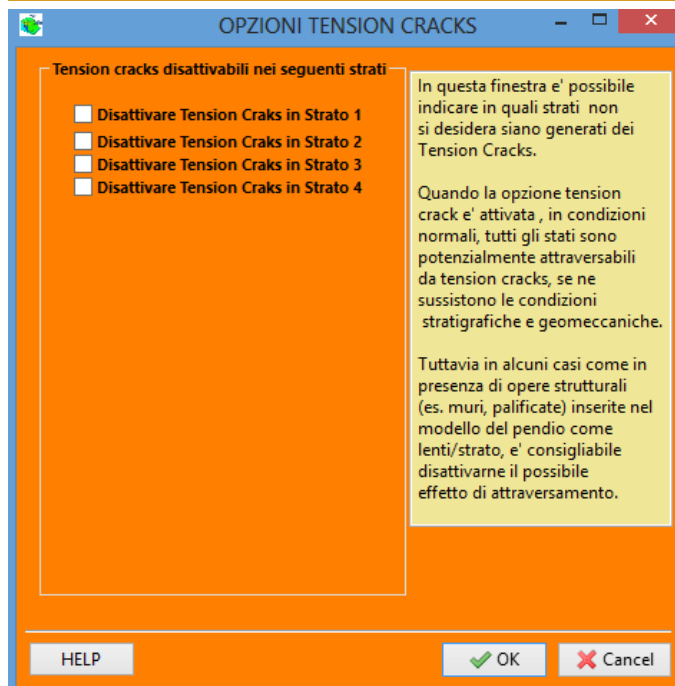 OPZIONI TENSION CRACKS
Tension cracks disattivabili nei seguenti strati
Disattivare Tension Craks in Strato 1
Disattivare Tension Craks in Strato 2
Disattivare Tension Craks in Strato 3
Disattivare Tension Craks in Strato 4
In questa finestra e' possibile
indicare in quali strati non
si desidera siano generati dei
Tension Cracks.
Quando la opzione tension
crack e' attivata , in condizioni
normali, tutti gli stati sono
potenzialmente attraversabili
da tension cracks, se ne
sussistono le condizioni
stratigrafiche e geomeccaniche.
Tuttavia in alcuni casi come in
presenza di opere strutturali
(es. muri, palificate) inserite nel
modello del pendio come
lenti/strato, e' consigliabile
disattivarne il possibile
effetto di attraversamento.
HELP
OK
Cancel